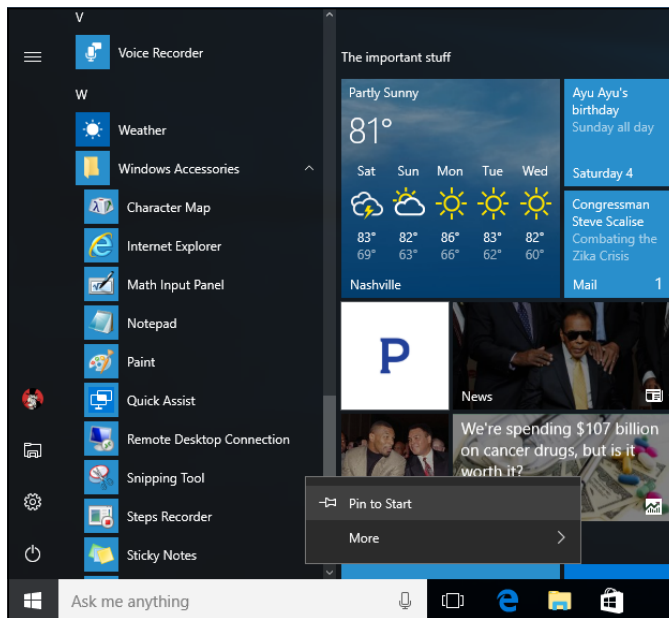 V
Voice Recorder
W
Weather
Windows Accessories
Character Map
Internet Explorer
Math Input Panel
Notepad
Paint
Quick Assist
Remote Desktop Connection
Snipping Tool
Steps Recorder
Sticky Notes
The important stuff
Partly Sunny
81°
Sat Sun Mon Tue Wed
83° 82° 86° 83° 82°
69° 63° 66° 62° 60°
Nashville
Ayu Ayu's
birthday
Sunday all day
Saturday 4
Congressman
Steve Scalise
Combating the
Zika Crisis
Mail 1
P
News
We're spending $107 billion
on cancer drugs, but is it
worth it?
Pin to Start
More
Ask me anything